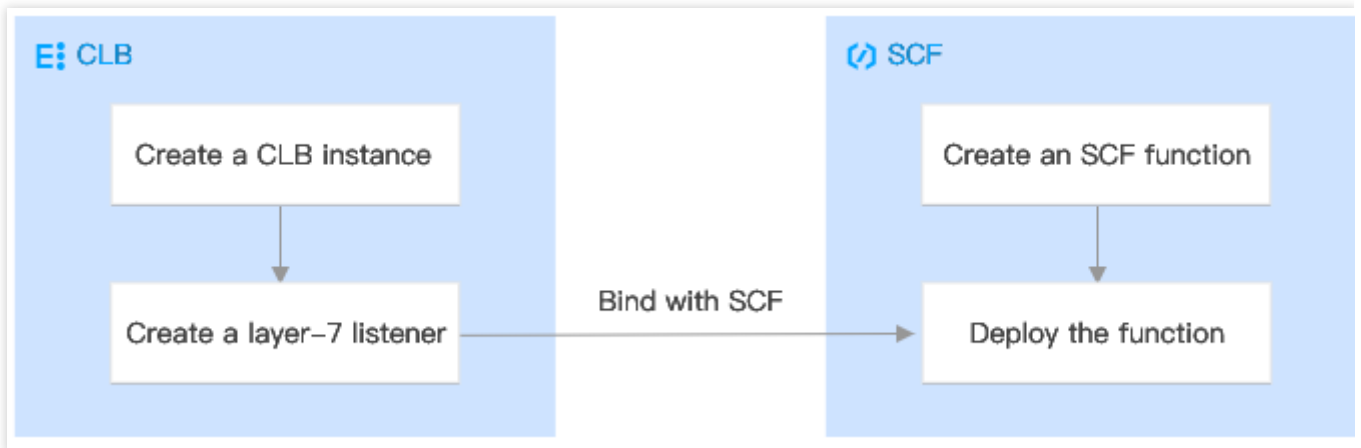 CLB
Create a CLB instance
Create a layer-7 listener
Bind with SCF
SCF
Create an SCF function
Deploy the function